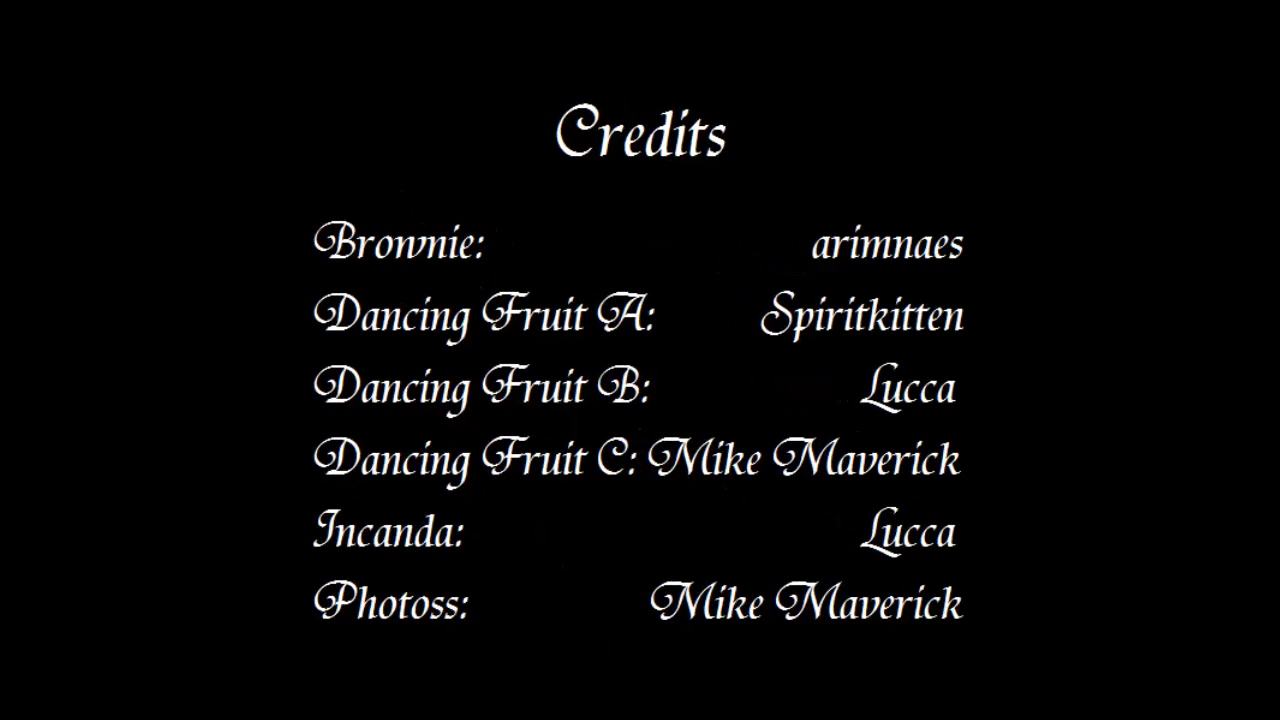 Credits
Brownie: arimnaes
Dancing Fruit A: Spiritkitten
Dancing Fruit B: Lucca
Dancing Fruit C: Mike Maverick
Incanda: Lucca
Photoss: Mike Maverick